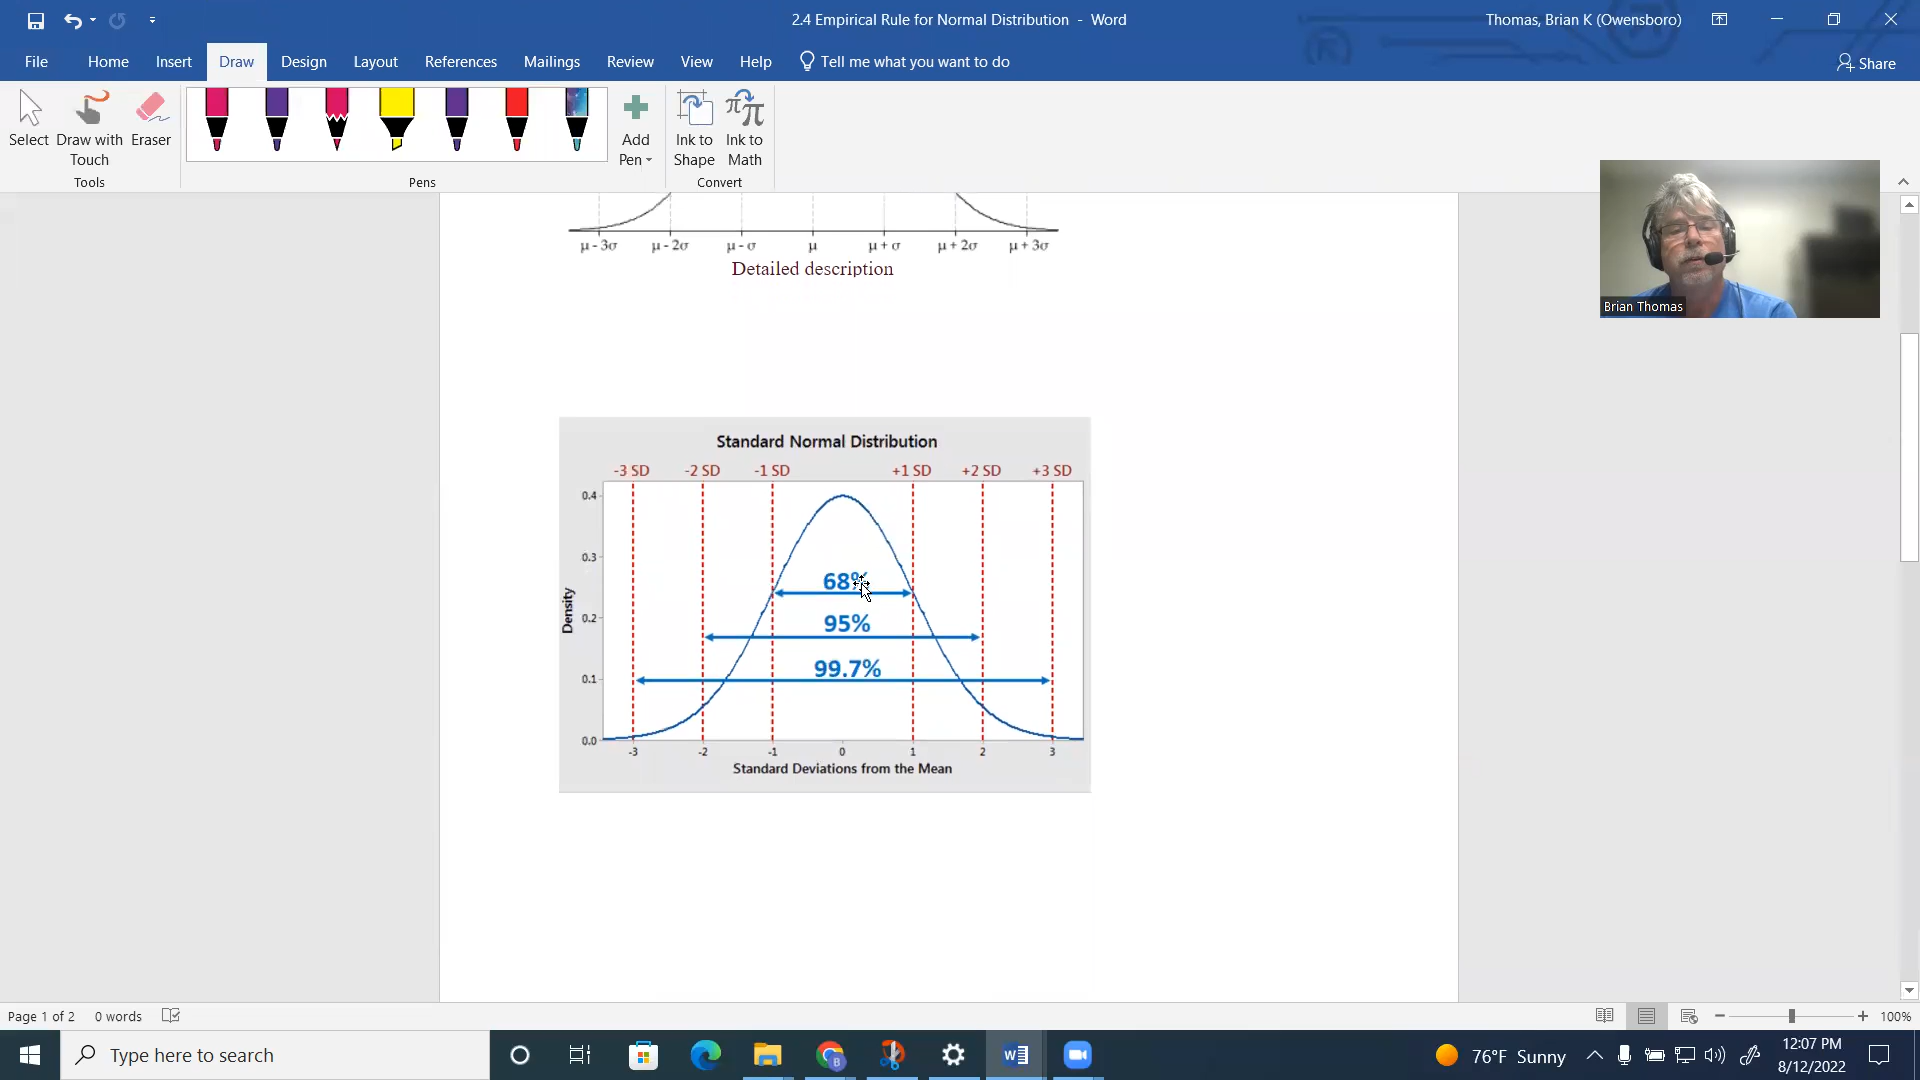 2.4 Empirical Rule for Normal Distribution - Word
Thomas, Brian K (Owensboro)
File Home Insert Draw Design Layout References Mailings Review View Help Tell me what you want to do
Share
Select
Draw with Touch
Eraser
Add Pen
Ink to Shape
Ink to Math
Tools
Pens
Convert
Brian Thomas
μ - 3σ μ - 2σ μ - σ μ μ + σ μ + 2σ μ + 3σ
Detailed description
Standard Normal Distribution
-3 SD -2 SD -1 SD +1 SD +2 SD +3 SD
0.4
0.3
68%
0.2
95%
Density
99.7%
0.1
0.0
-3 -2 -1 0 1 2 3
Standard Deviations from the Mean
Page 1 of 2 0 words
100%
Type here to search
76°F Sunny
12:07 PM
8/12/2022